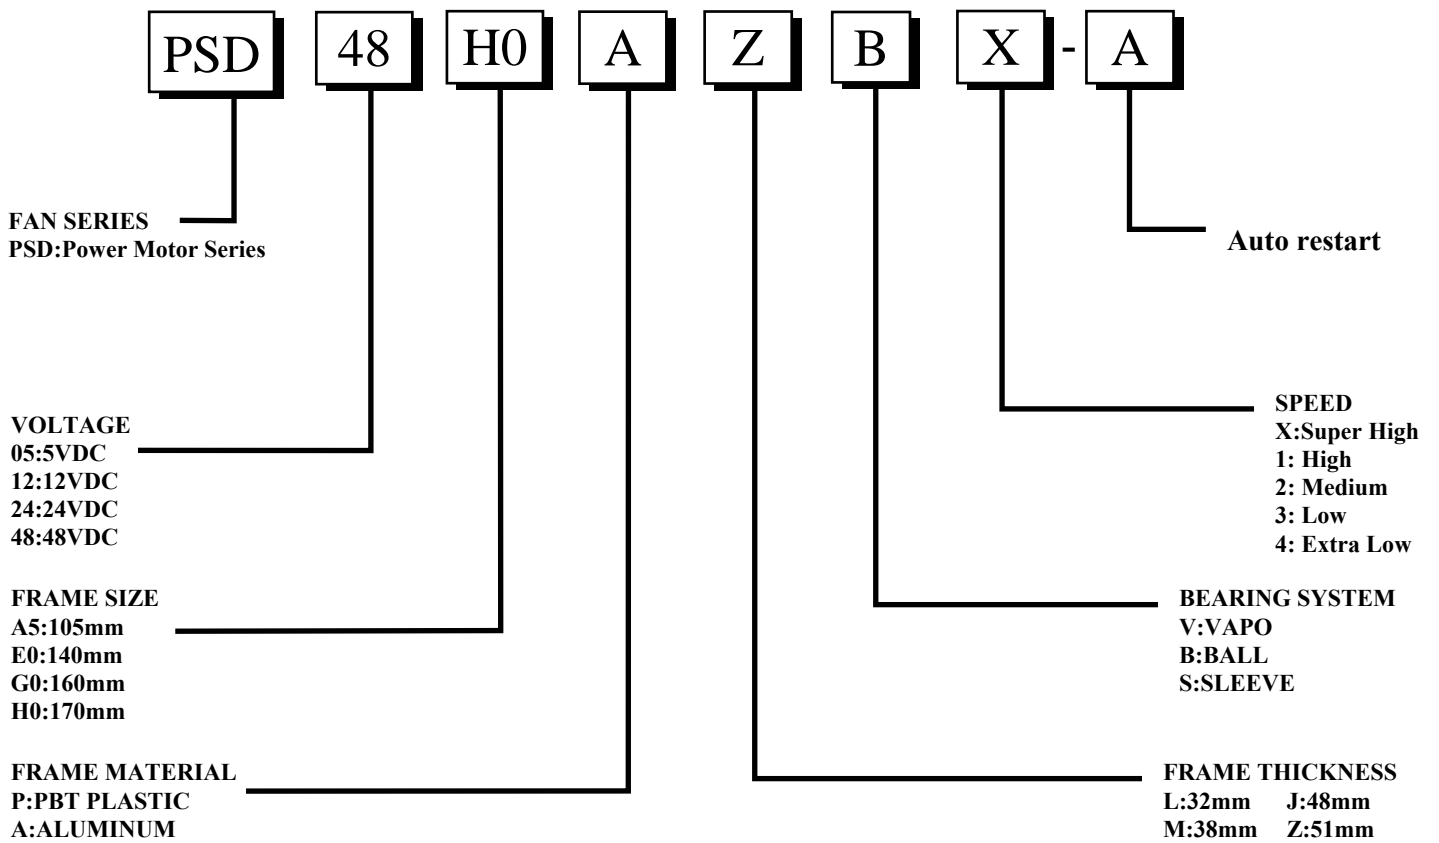 PSD 48 H0 A Z B X - A
FAN SERIES
PSD:Power Motor Series
Auto restart
VOLTAGE
05:5VDC
12:12VDC
24:24VDC
48:48VDC
SPEED
X:Super High
1: High
2: Medium
3: Low
4: Extra Low
FRAME SIZE
A5:105mm
E0:140mm
G0:160mm
H0:170mm
BEARING SYSTEM
V:VAPO
B:BALL
S:SLEEVE
FRAME MATERIAL
P:PBT PLASTIC
A:ALUMINUM
FRAME THICKNESS
L:32mm J:48mm
M:38mm Z:51mm